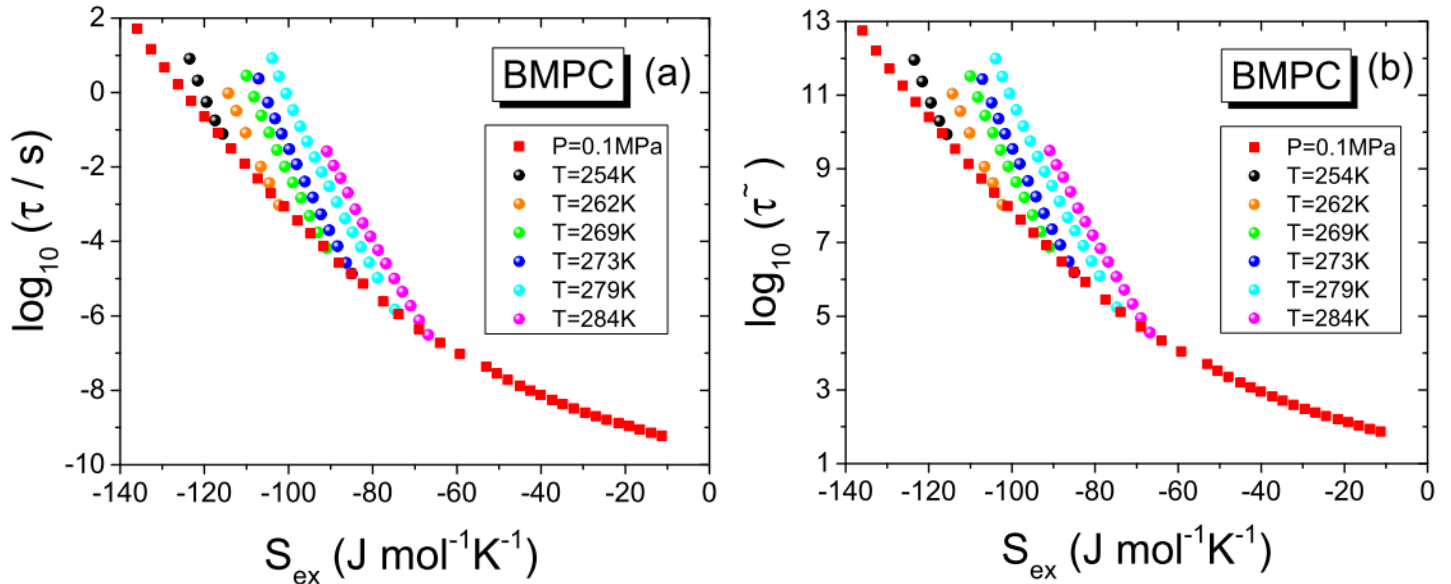 BMPC
(a)
2
0
-2
-4
-6
-8
-10
log10 (τ / s)
P=0.1MPa
T=254K
T=262K
T=269K
T=273K
T=279K
T=284K
-140 -120 -100 -80 -60 -40 -20 0
Sex (J mol-1K-1)
BMPC
(b)
13
11
9
7
5
3
1
log10 (τ̃)
P=0.1MPa
T=254K
T=262K
T=269K
T=273K
T=279K
T=284K
-140 -120 -100 -80 -60 -40 -20 0
Sex (J mol-1K-1)